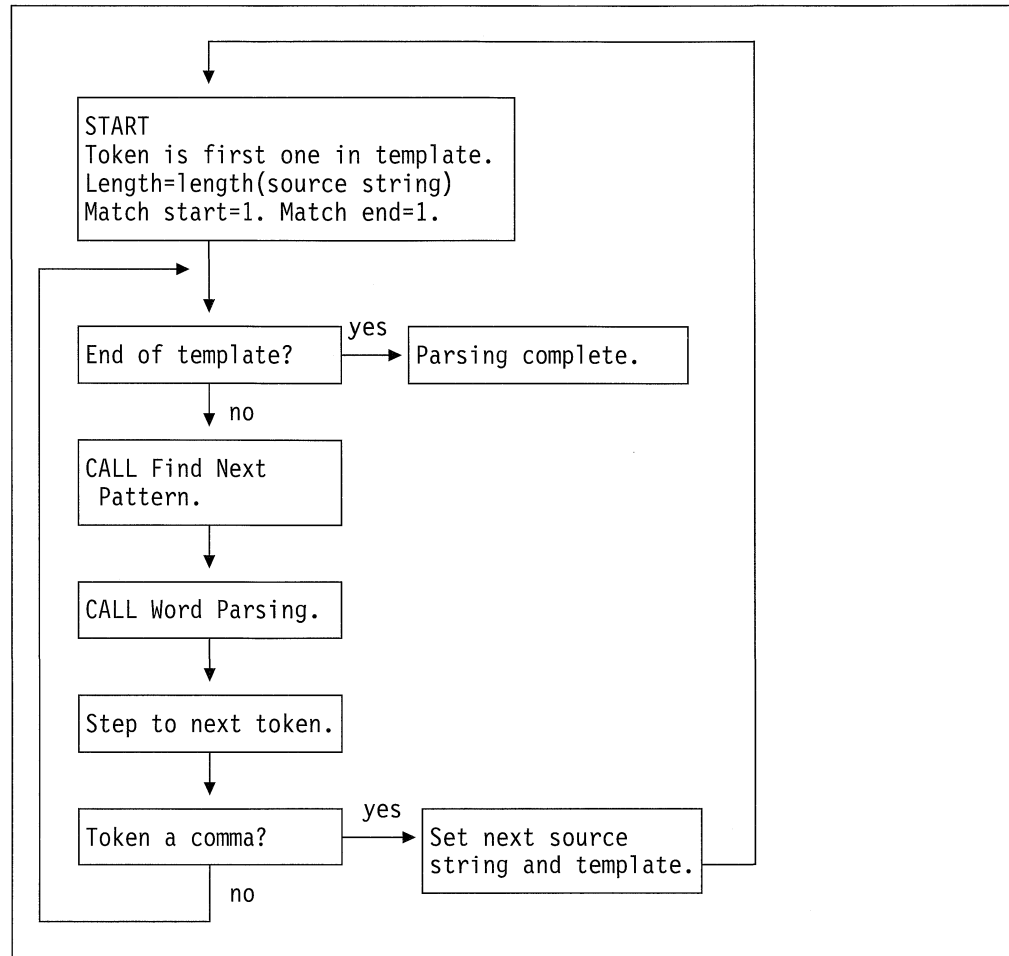 START
Token is first one in template.
Length=length(source string)
Match start=1. Match end=1.
End of template?
yes
Parsing complete.
no
CALL Find Next
Pattern.
CALL Word Parsing.
Step to next token.
Token a comma?
yes
Set next source
string and template.
no